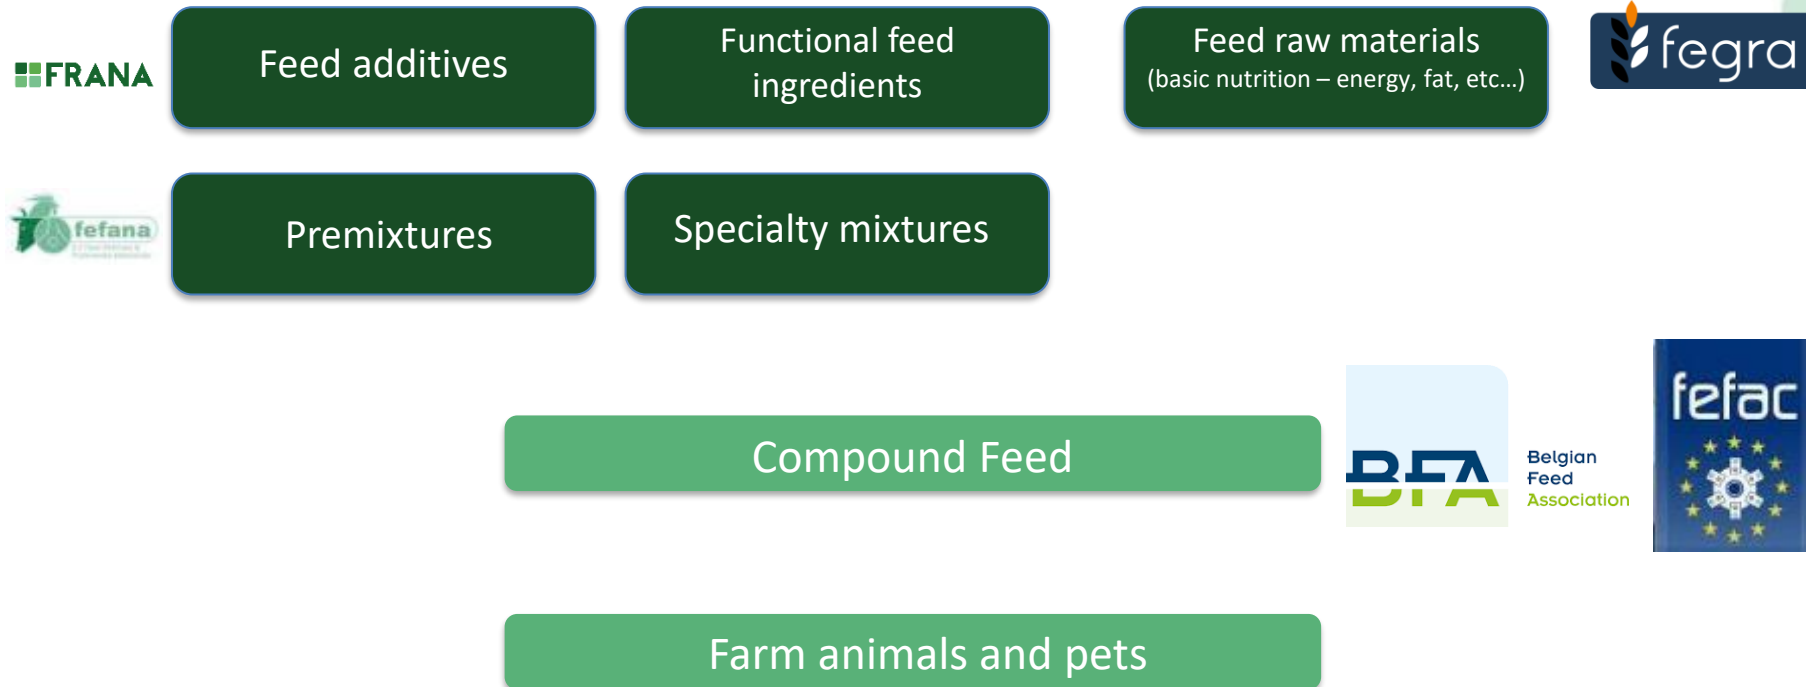 FRANA
Feed additives
Functional feed
ingredients
Feed raw materials
(basic nutrition – energy, fat, etc…)
fegra
fefana
Premixtures
Specialty mixtures
Compound Feed
BFA
Belgian
Feed
Association
fefac
Farm animals and pets